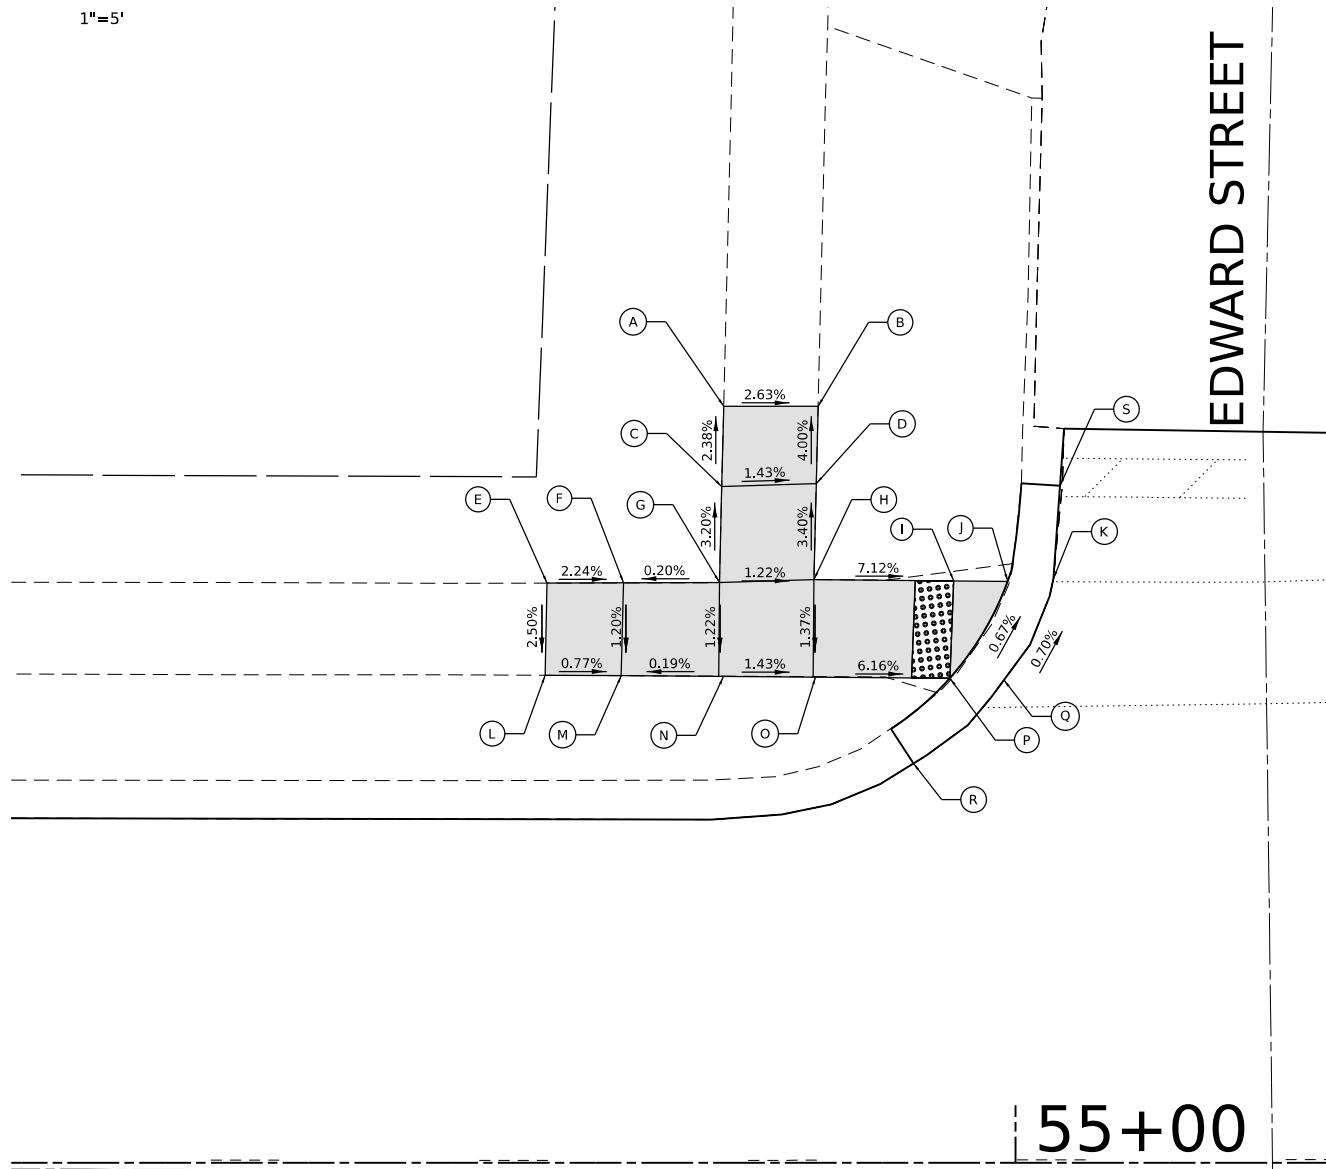 1"=5'
EDWARD STREET
A
B
2.63%
S
2.38%
4.00%
C
D
1.43%
E
F
G
H
I
J
K
3.20%
3.40%
2.24%
0.20%
1.22%
7.12%
2.50%
1.20%
1.22%
1.37%
0.67%
0.70%
0.77%
0.19%
1.43%
6.16%
L
M
N
O
P
Q
R
55+00